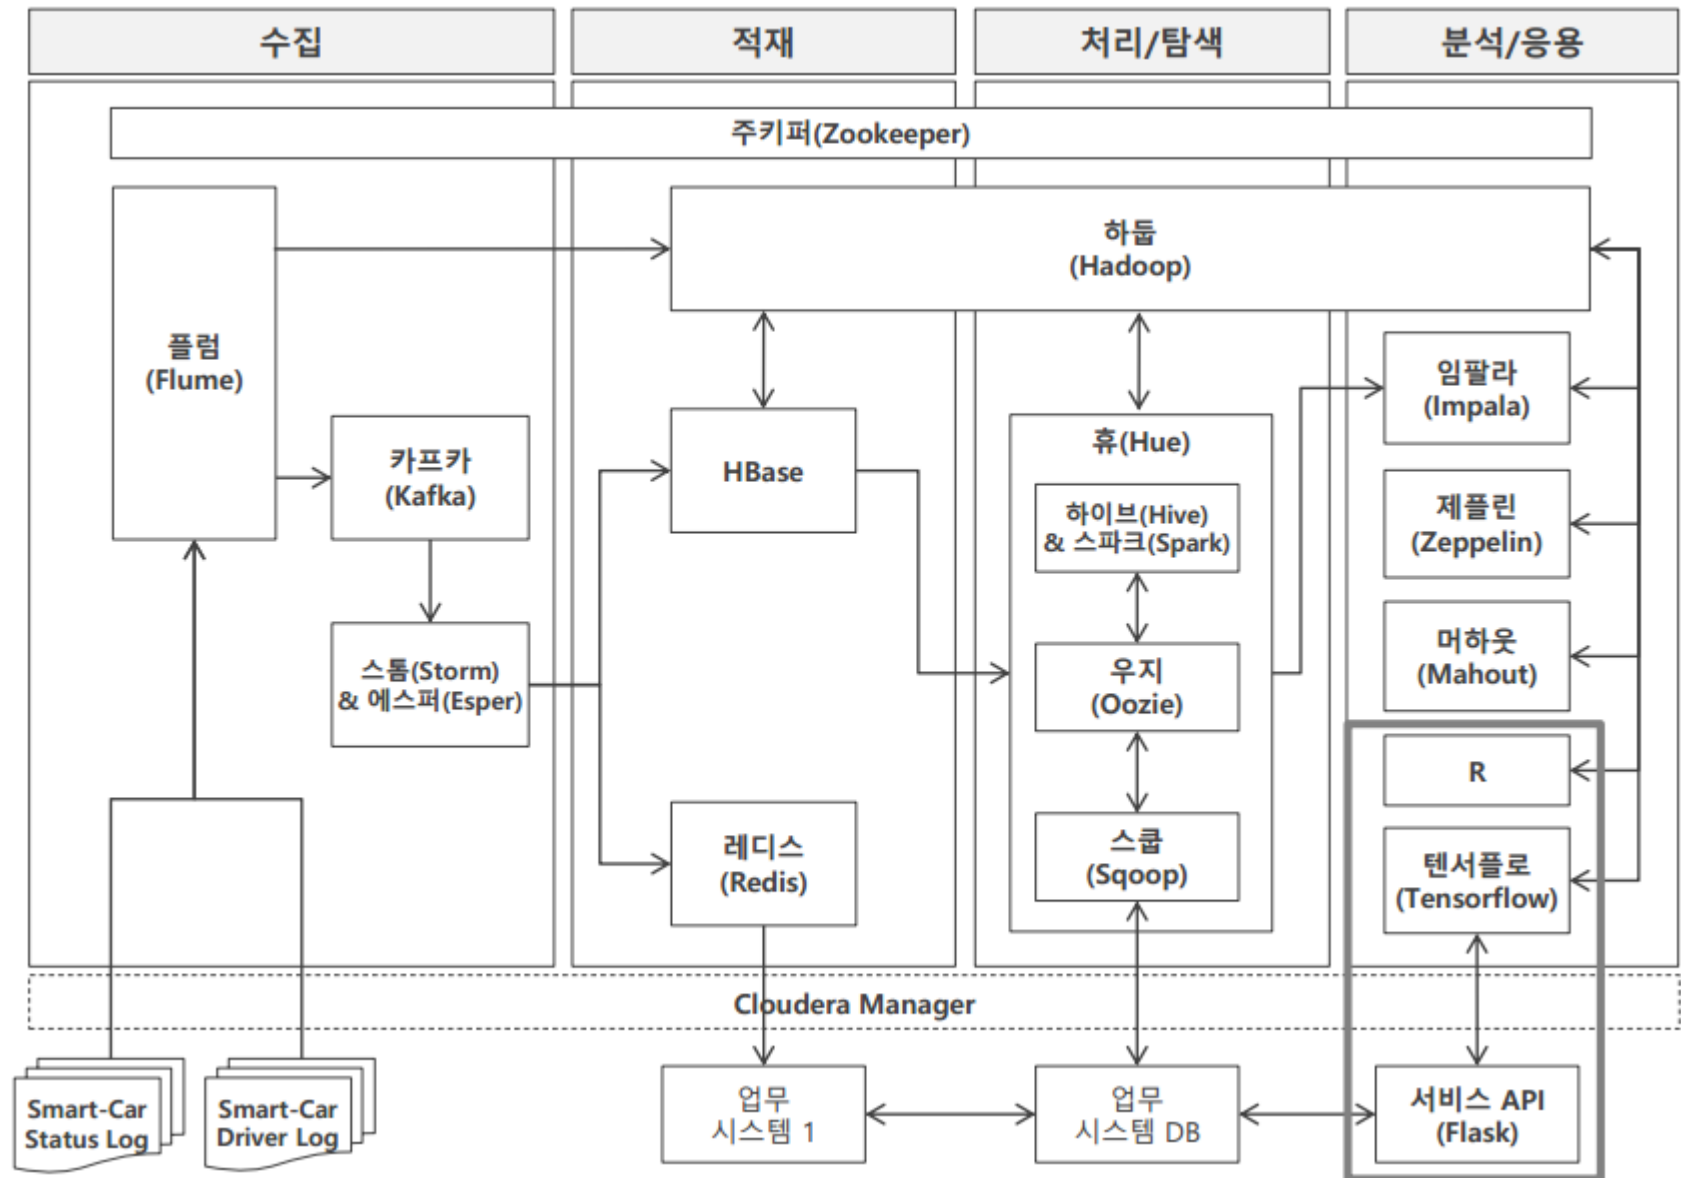 수집
적재
처리/탐색
분석/응용
주키퍼(Zookeeper)
플럼
(Flume)
하둡
(Hadoop)
카프카
(Kafka)
HBase
휴(Hue)
하이브(Hive)
& 스파크(Spark)
임팔라
(Impala)
제플린
(Zeppelin)
스톰(Storm)
& 에스퍼(Esper)
우지
(Oozie)
머하웃
(Mahout)
R
레디스
(Redis)
스쿱
(Sqoop)
텐서플로
(Tensorflow)
Cloudera Manager
Smart-Car
Status Log
Smart-Car
Driver Log
업무
시스템 1
업무
시스템 DB
서비스 API
(Flask)